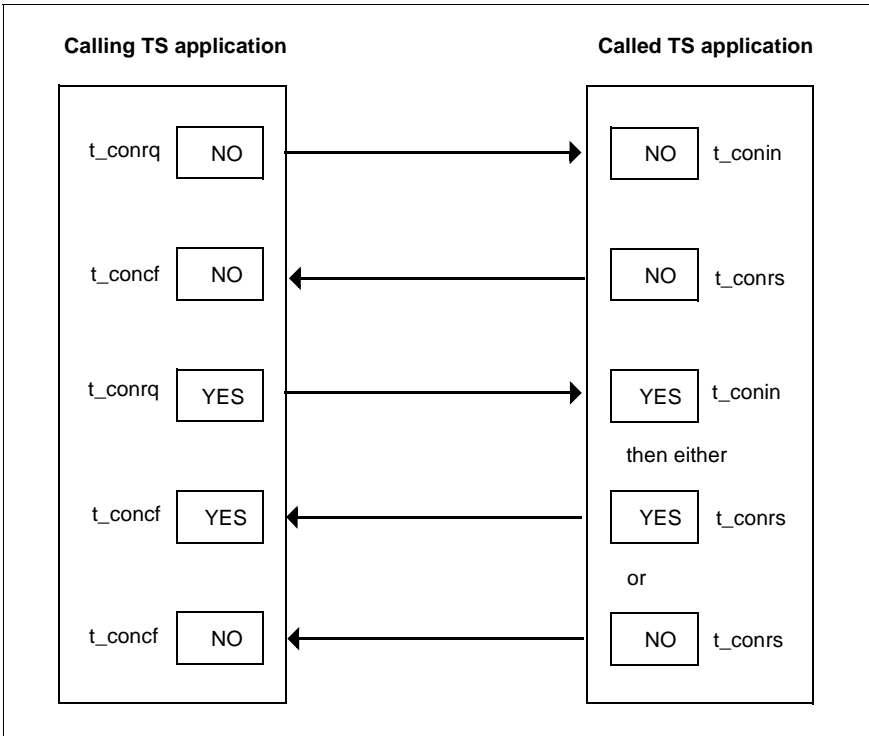 Calling TS application Called TS application
t_conrq NO NO t_conin
t_concf NO NO t_conrs
t_conrq YES YES t_conin
then either
t_concf YES YES t_conrs
or
t_concf NO NO t_conrs